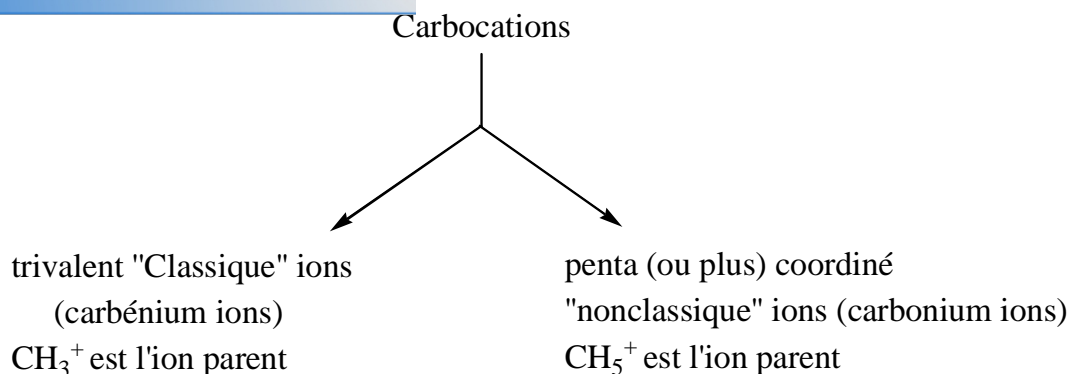 Carbocations
trivalent "Classique" ions
(carbénium ions)
CH₃⁺ est l'ion parent
penta (ou plus) coordiné
"nonclassique" ions (carbonium ions)
CH₅⁺ est l'ion parent